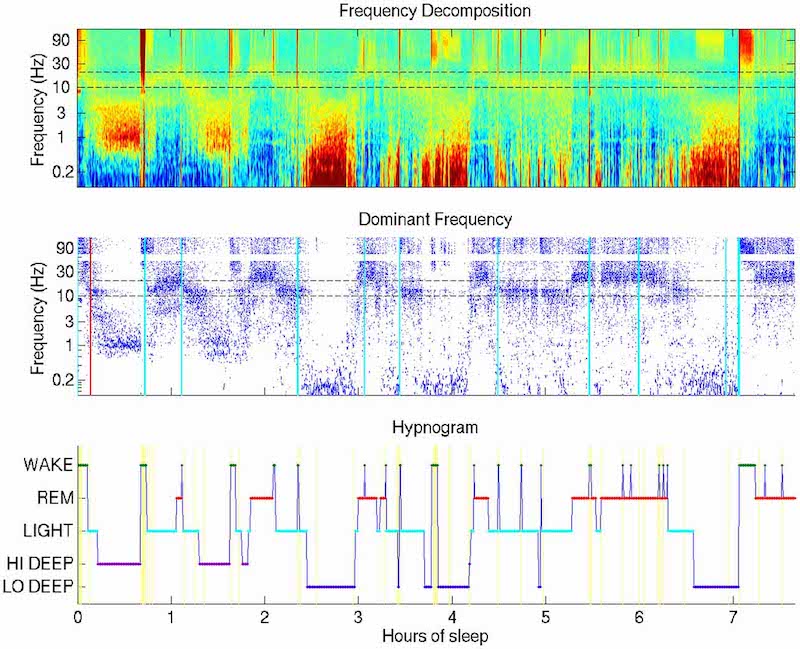 Frequency Decomposition
Frequency (Hz)
90
30
10
3
1
0.2
Dominant Frequency
Frequency (Hz)
90
30
10
3
1
0.2
Hypnogram
WAKE
REM
LIGHT
HI DEEP
LO DEEP
0 1 2 3 4 5 6 7
Hours of sleep